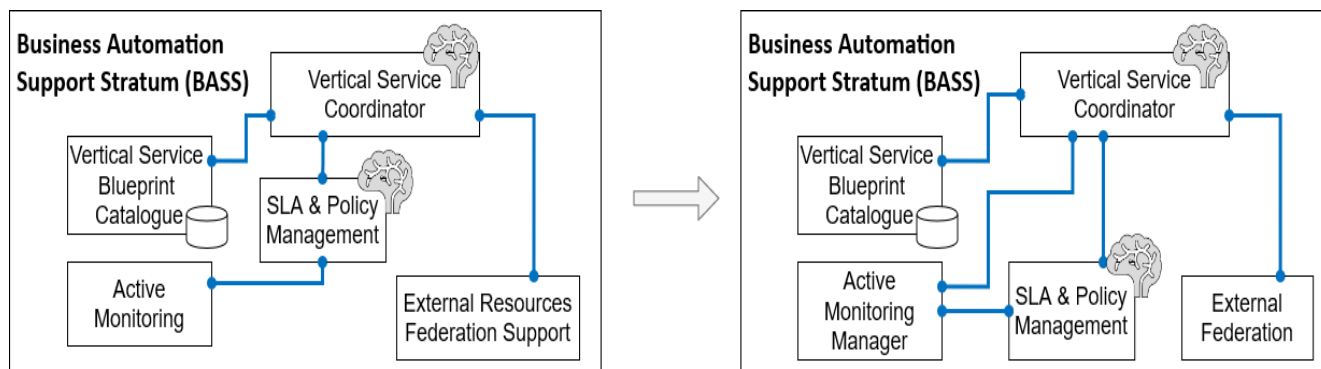 Business Automation
Support Stratum (BASS)
Vertical Service
Coordinator
Vertical Service
Blueprint
Catalogue
SLA & Policy
Management
Active
Monitoring
External Resources
Federation Support
Business Automation
Support Stratum (BASS)
Vertical Service
Coordinator
Vertical Service
Blueprint
Catalogue
Active
Monitoring
Manager
SLA & Policy
Management
External
Federation